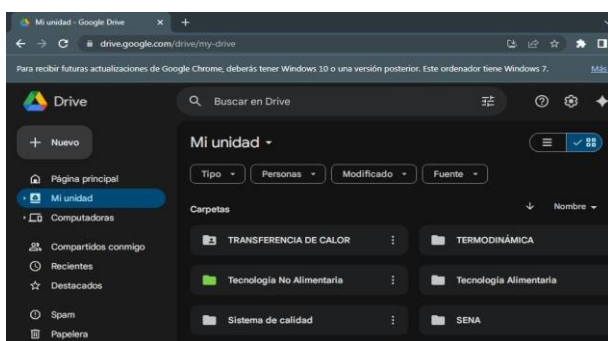 Mi unidad - Google Drive
drive.google.com/drive/my-drive
Para recibir futuras actualizaciones de Google Chrome, deberás tener Windows 10 o una versión posterior. Este ordenador tiene Windows 7.
Más
Drive
Buscar en Drive
Nuevo
Mi unidad
Página principal
Mi unidad
Computadoras
Compartidos conmigo
Recientes
Destacados
Spam
Papelera
Tipo
Personas
Modificado
Fuente
Carpetas
Nombre
TRANSFERENCIA DE CALOR
TERMODINÁMICA
Tecnología No Alimentaria
Tecnología Alimentaria
Sistema de calidad
SENA